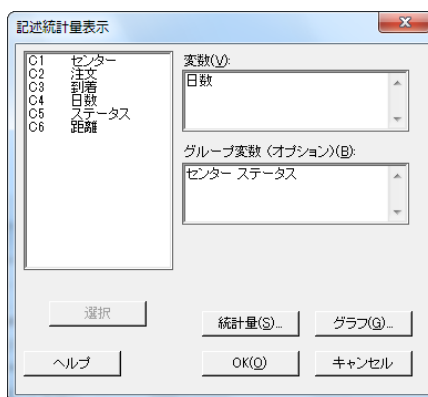 記述統計量表示
C1 センター
C2 注文
C3 到着
C4 日数
C5 ステータス
C6 距離
変数(V):
日数
グループ変数 (オプション)(B):
センター ステータス
選択
統計量(S)...
グラフ(G)...
ヘルプ
OK(O)
キャンセル